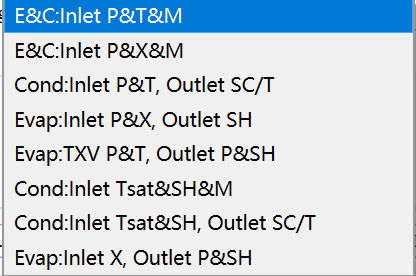 E&C:Inlet P&T&M
E&C:Inlet P&X&M
Cond:Inlet P&T, Outlet SC/T
Evap:Inlet P&X, Outlet SH
Evap:TXV P&T, Outlet P&SH
Cond:Inlet Tsat&SH&M
Cond:Inlet Tsat&SH, Outlet SC/T
Evap:Inlet X, Outlet P&SH